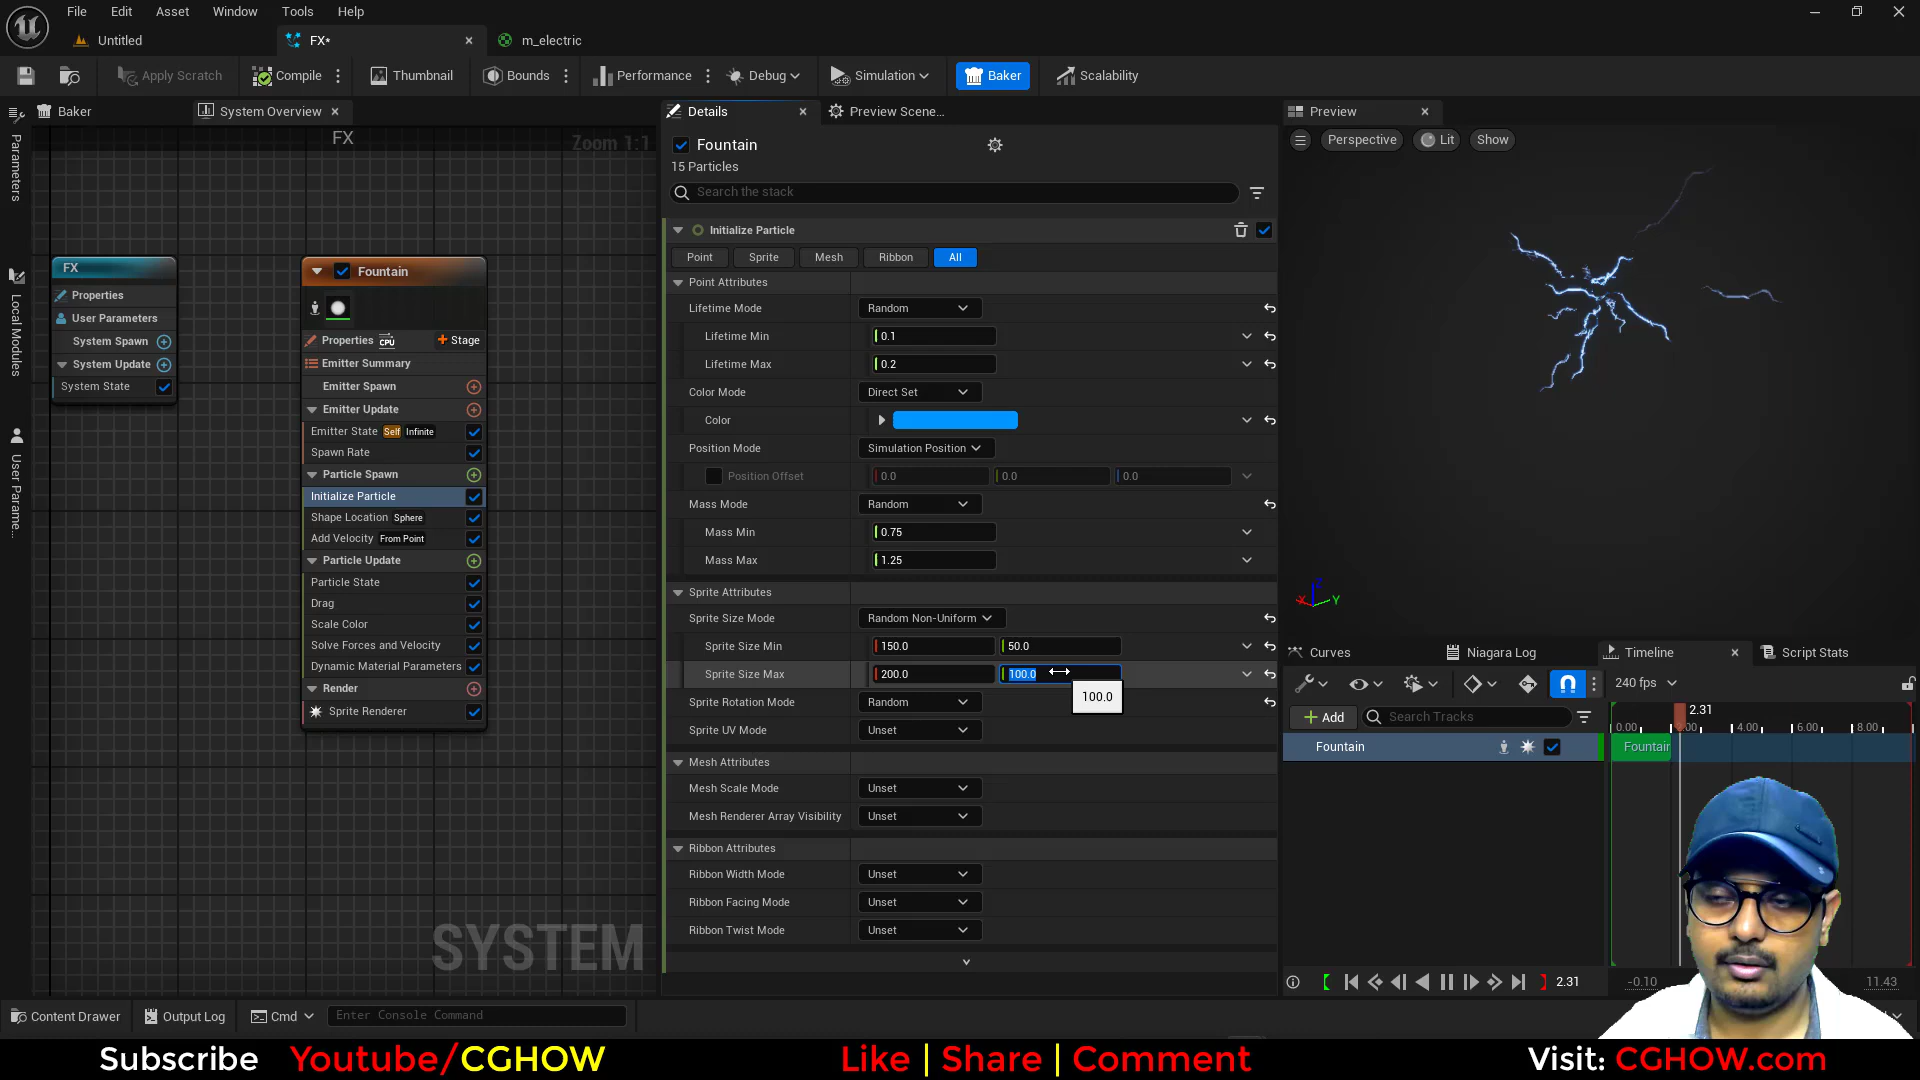 File Edit Asset Window Tools Help
Untitled FX* m_electric
Apply Scratch Compile Thumbnail Bounds Performance Debug Simulation Baker Scalability
Baker System Overview
FX Zoom 1:1
Parameters
Local Modules
User Parame...
FX
Properties
User Parameters
System Spawn
System Update
System State
Fountain
Properties CPU Stage
Emitter Summary
Emitter Spawn
Emitter Update
Emitter State Self Infinite
Spawn Rate
Particle Spawn
Initialize Particle
Shape Location Sphere
Add Velocity From Point
Particle Update
Particle State
Drag
Scale Color
Solve Forces and Velocity
Dynamic Material Parameters
Render
Sprite Renderer
SYSTEM
Details Preview Scene...
Fountain
15 Particles
Search the stack
Initialize Particle
Point Sprite Mesh Ribbon All
Point Attributes
Lifetime Mode Random
Lifetime Min 0.1
Lifetime Max 0.2
Color Mode Direct Set
Color
Position Mode Simulation Position
Position Offset 0.0 0.0 0.0
Mass Mode Random
Mass Min 0.75
Mass Max 1.25
Sprite Attributes
Sprite Size Mode Random Non-Uniform
Sprite Size Min 150.0 50.0
Sprite Size Max 200.0 100.0
100.0
Sprite Rotation Mode Random
Sprite UV Mode Unset
Mesh Attributes
Mesh Scale Mode Unset
Mesh Renderer Array Visibility Unset
Ribbon Attributes
Ribbon Width Mode Unset
Ribbon Facing Mode Unset
Ribbon Twist Mode Unset
Preview
Perspective Lit Show
Z
X Y
Curves Niagara Log Timeline Script Stats
240 fps
Add Search Tracks
2.31
0.00 4.00 6.00 8.00
Fountain Fountain
2.31 -0.10 11.43
Content Drawer Output Log Cmd Enter Console Command
Subscribe Youtube/CGHOW Like | Share | Comment Visit: CGHOW.com